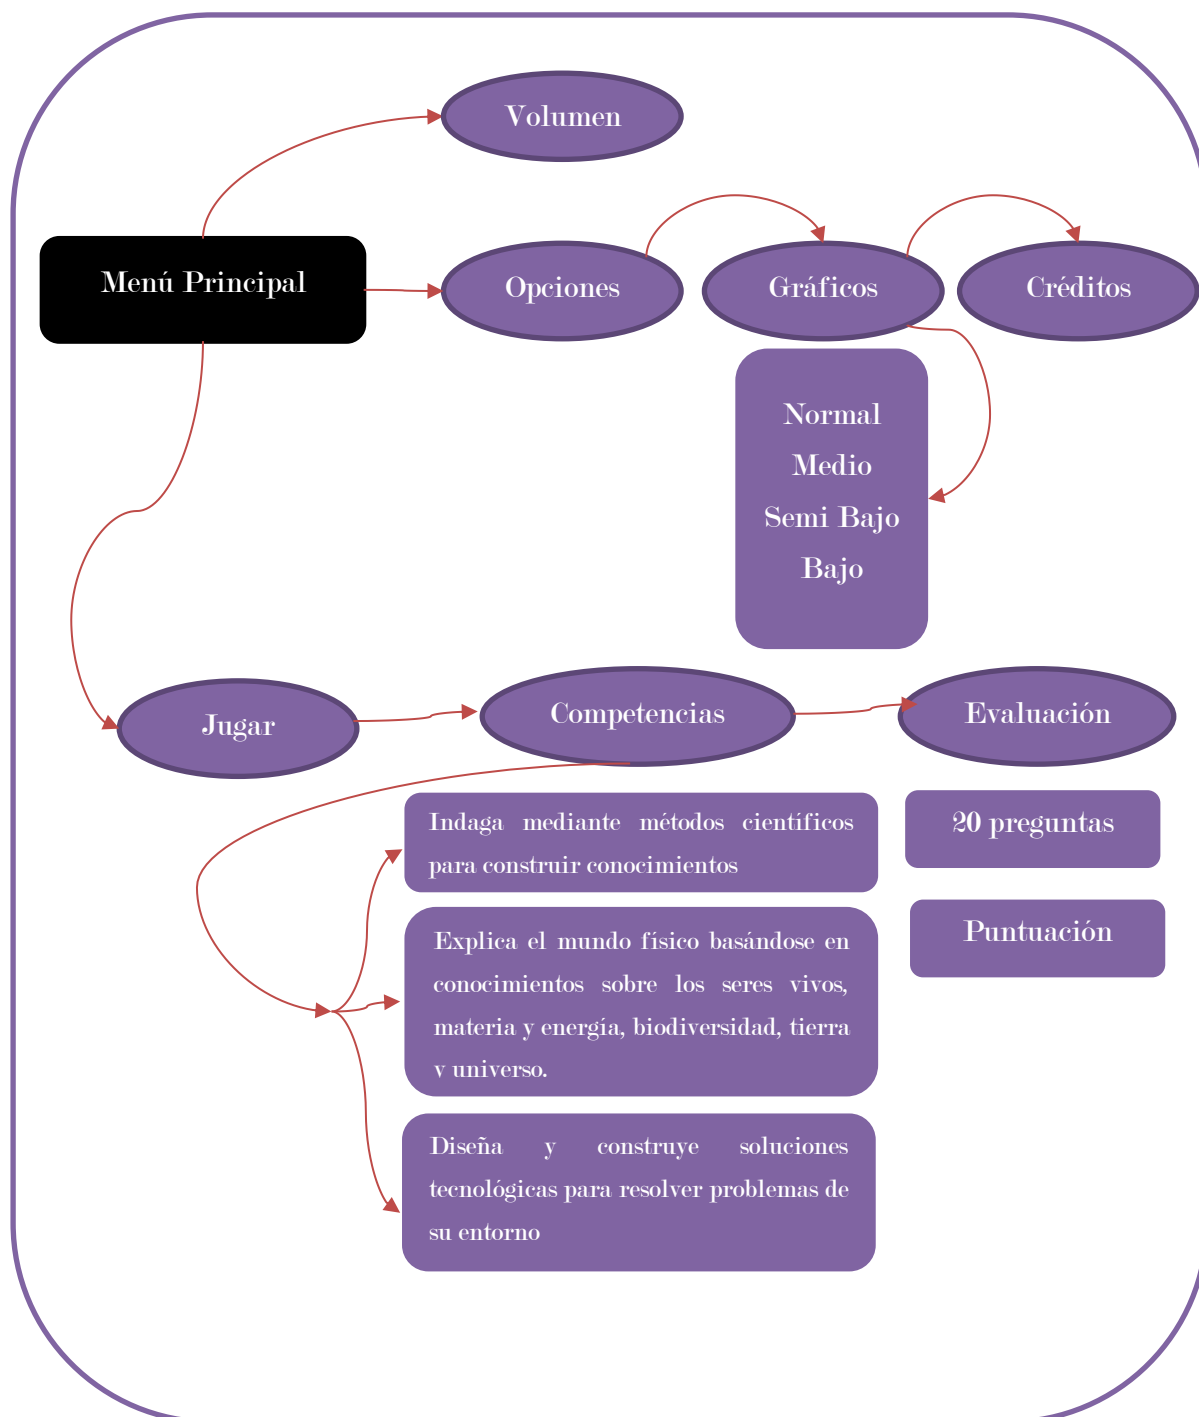 Volumen
Menú Principal
Opciones
Gráficos
Créditos
Normal
Medio
Semi Bajo
Bajo
Jugar
Competencias
Evaluación
Indaga mediante métodos científicos
para construir conocimientos
20 preguntas
Explica el mundo físico basándose en
conocimientos sobre los seres vivos,
materia y energía, biodiversidad, tierra
y universo.
Puntuación
Diseña y construye soluciones
tecnológicas para resolver problemas de
su entorno